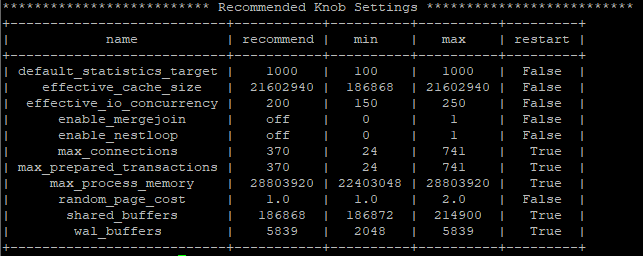 *************************** Recommended Knob Settings ***************************
+---------------------------+-----------+----------+----------+---------+
| name | recommend | min | max | restart |
+---------------------------+-----------+----------+----------+---------+
| default_statistics_target | 1000 | 100 | 1000 | False |
| effective_cache_size | 21602940 | 186868 | 21602940 | False |
| effective_io_concurrency | 200 | 150 | 250 | False |
| enable_mergejoin | off | 0 | 1 | False |
| enable_nestloop | off | 0 | 1 | False |
| max_connections | 370 | 24 | 741 | True |
| max_prepared_transactions | 370 | 24 | 741 | True |
| max_process_memory | 28803920 | 22403048 | 28803920 | True |
| random_page_cost | 1.0 | 1.0 | 2.0 | False |
| shared_buffers | 186868 | 186872 | 214900 | True |
| wal_buffers | 5839 | 2048 | 5839 | True |
+---------------------------+-----------+----------+----------+---------+